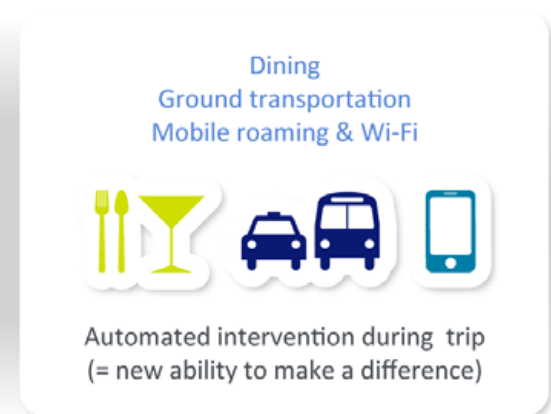 Dining
Ground transportation
Mobile roaming & Wi-Fi
Automated intervention during trip
(= new ability to make a difference)